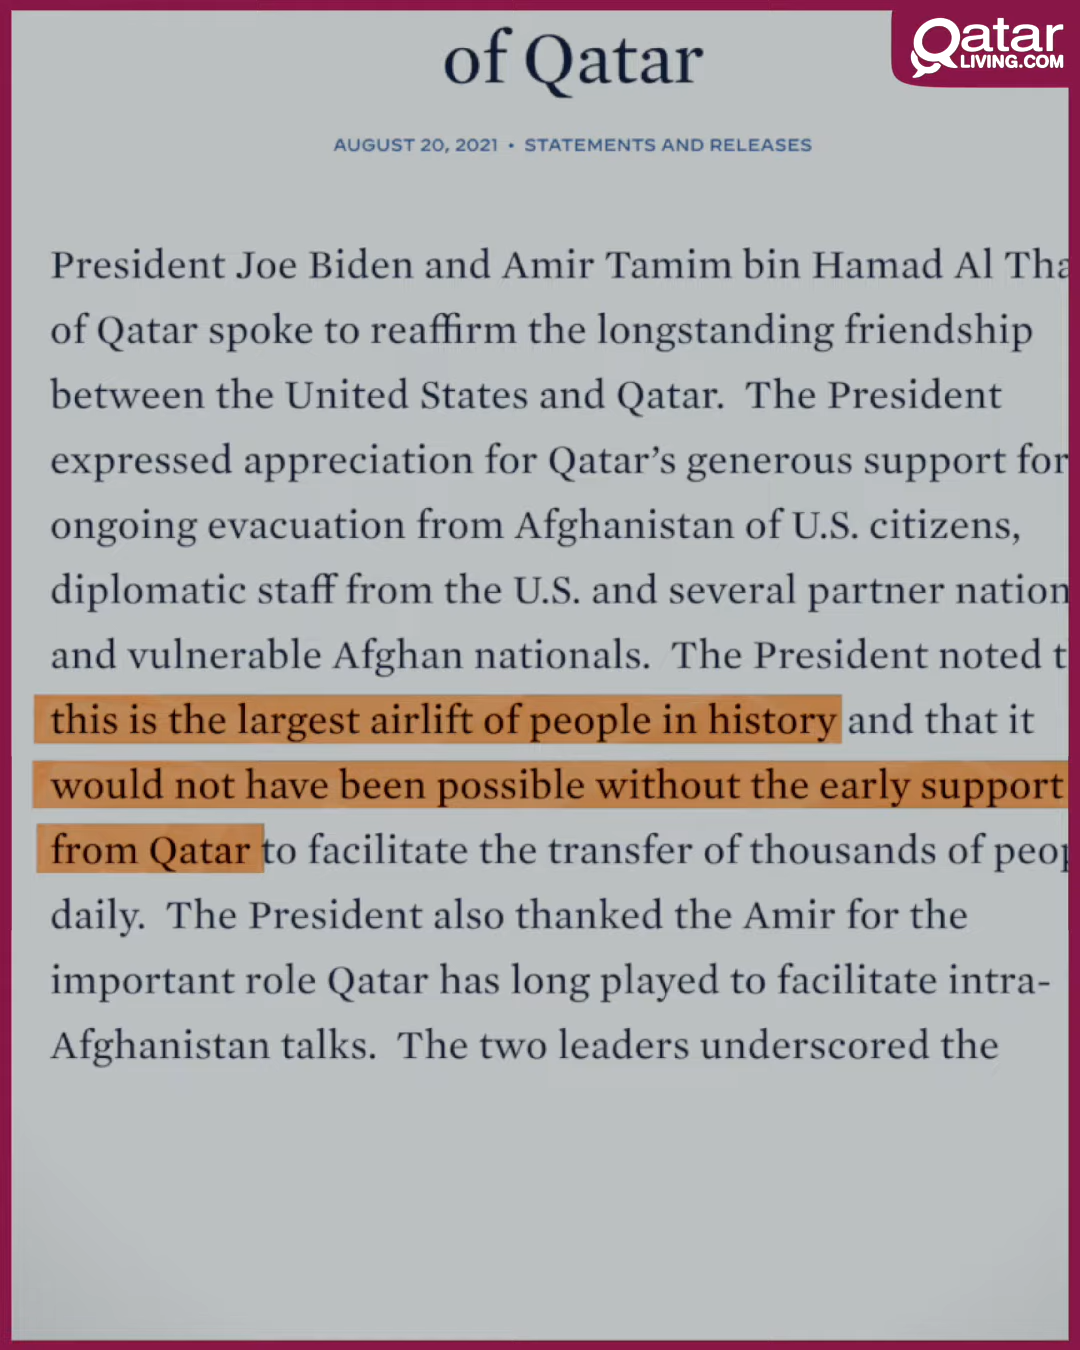 of Qatar
Qatar
LIVING.COM
AUGUST 20, 2021 • STATEMENTS AND RELEASES
President Joe Biden and Amir Tamim bin Hamad Al
of Qatar spoke to reaffirm the longstanding friendship
between the United States and Qatar. The President
expressed appreciation for Qatar’s generous support for
ongoing evacuation from Afghanistan of U.S. citizens,
diplomatic staff from the U.S. and several partner
and vulnerable Afghan nationals. The President noted
this is the largest airlift of people in history and that it
would not have been possible without the early support
from Qatar to facilitate the transfer of thousands of
daily. The President also thanked the Amir for the
important role Qatar has long played to facilitate intra-
Afghanistan talks. The two leaders underscored the